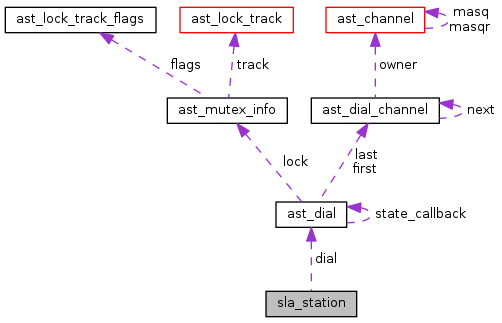 ast_lock_track_flags
ast_lock_track
ast_channel
masq
masqr
flags
track
owner
ast_mutex_info
ast_dial_channel
next
lock
last
first
ast_dial
state_callback
dial
sla_station